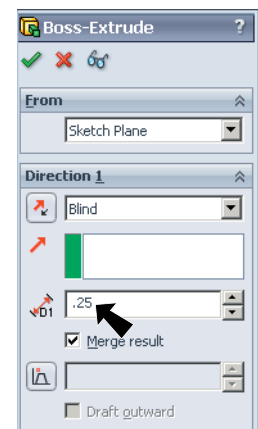 Boss-Extrude ?
From
Sketch Plane
Direction 1
Blind
D1 .25
Merge result
Draft outward